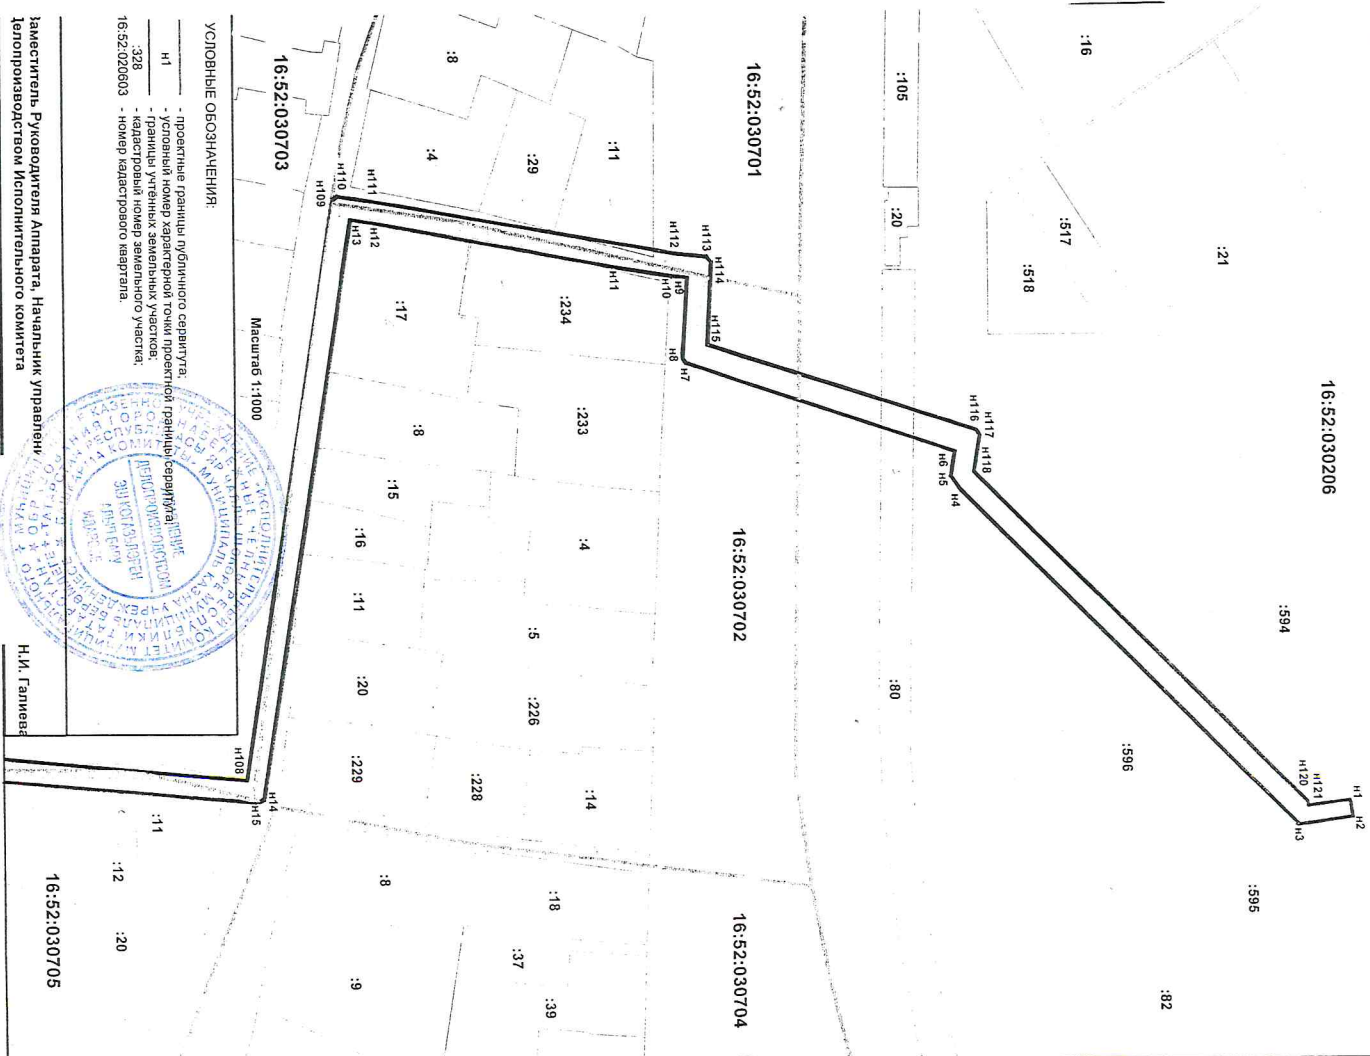 16:52:030206
:82
:595
:594
:596
:21
:16
:517
:518
н1
н2
н3
н121
н120
н118
н117
н116
н6
н5
н4
:105
:20
:80
16:52:030701
16:52:030702
16:52:030704
н115
н114
н113
н112
н7
н8
н9
н10
н11
:11
:29
:4
:8
:234
:233
:4
:5
:226
:14
:228
:17
:8
:15
:16
:11
:20
:229
:18
:37
:39
:8
:9
н111
н110
н109
н12
н13
16:52:030703
н108
н14
н15
:11
:12
:20
16:52:030705
Масштаб 1:1000
УСЛОВНЫЕ ОБОЗНАЧЕНИЯ:
- проектные границы публичного сервитута;
н1 - условный номер характерной точки проектной границы сервитута;
- границы учтённых земельных участков;
:328 - кадастровый номер земельного участка;
16:52:020603 - номер кадастрового квартала.
Заместитель Руководителя Аппарата, Начальник управлени
Делопроизводством Исполнительного комитета
Н.И. Галиева